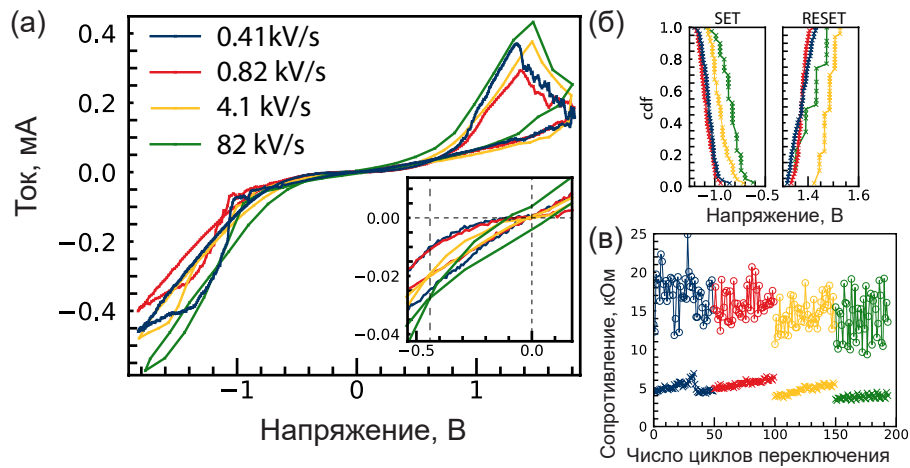 (а)
Ток, мА
0.4
0.2
0.0
−0.2
−0.4
0.41kV/s
0.82 kV/s
4.1 kV/s
82 kV/s
0.00
−0.02
−0.04
−0.5
0.0
−1
0
1
Напряжение, В
(б)
SET
RESET
cdf
1.0
0.8
0.6
0.4
0.2
0.0
−1.0
−0.5
1.4
1.6
Напряжение, В
(в)
Сопротивление, кОм
25
20
15
10
5
0
0
50
100
150
200
Число циклов переключения